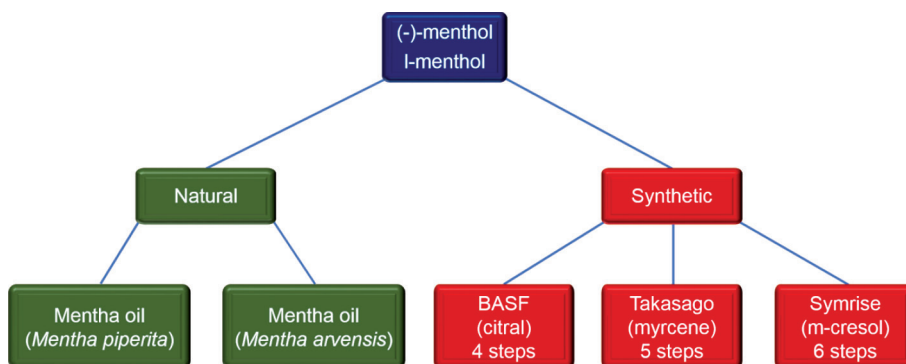 (-)-menthol
l-menthol
Natural
Synthetic
Mentha oil
(Mentha piperita)
Mentha oil
(Mentha arvensis)
BASF
(citral)
4 steps
Takasago
(myrcene)
5 steps
Symrise
(m-cresol)
6 steps